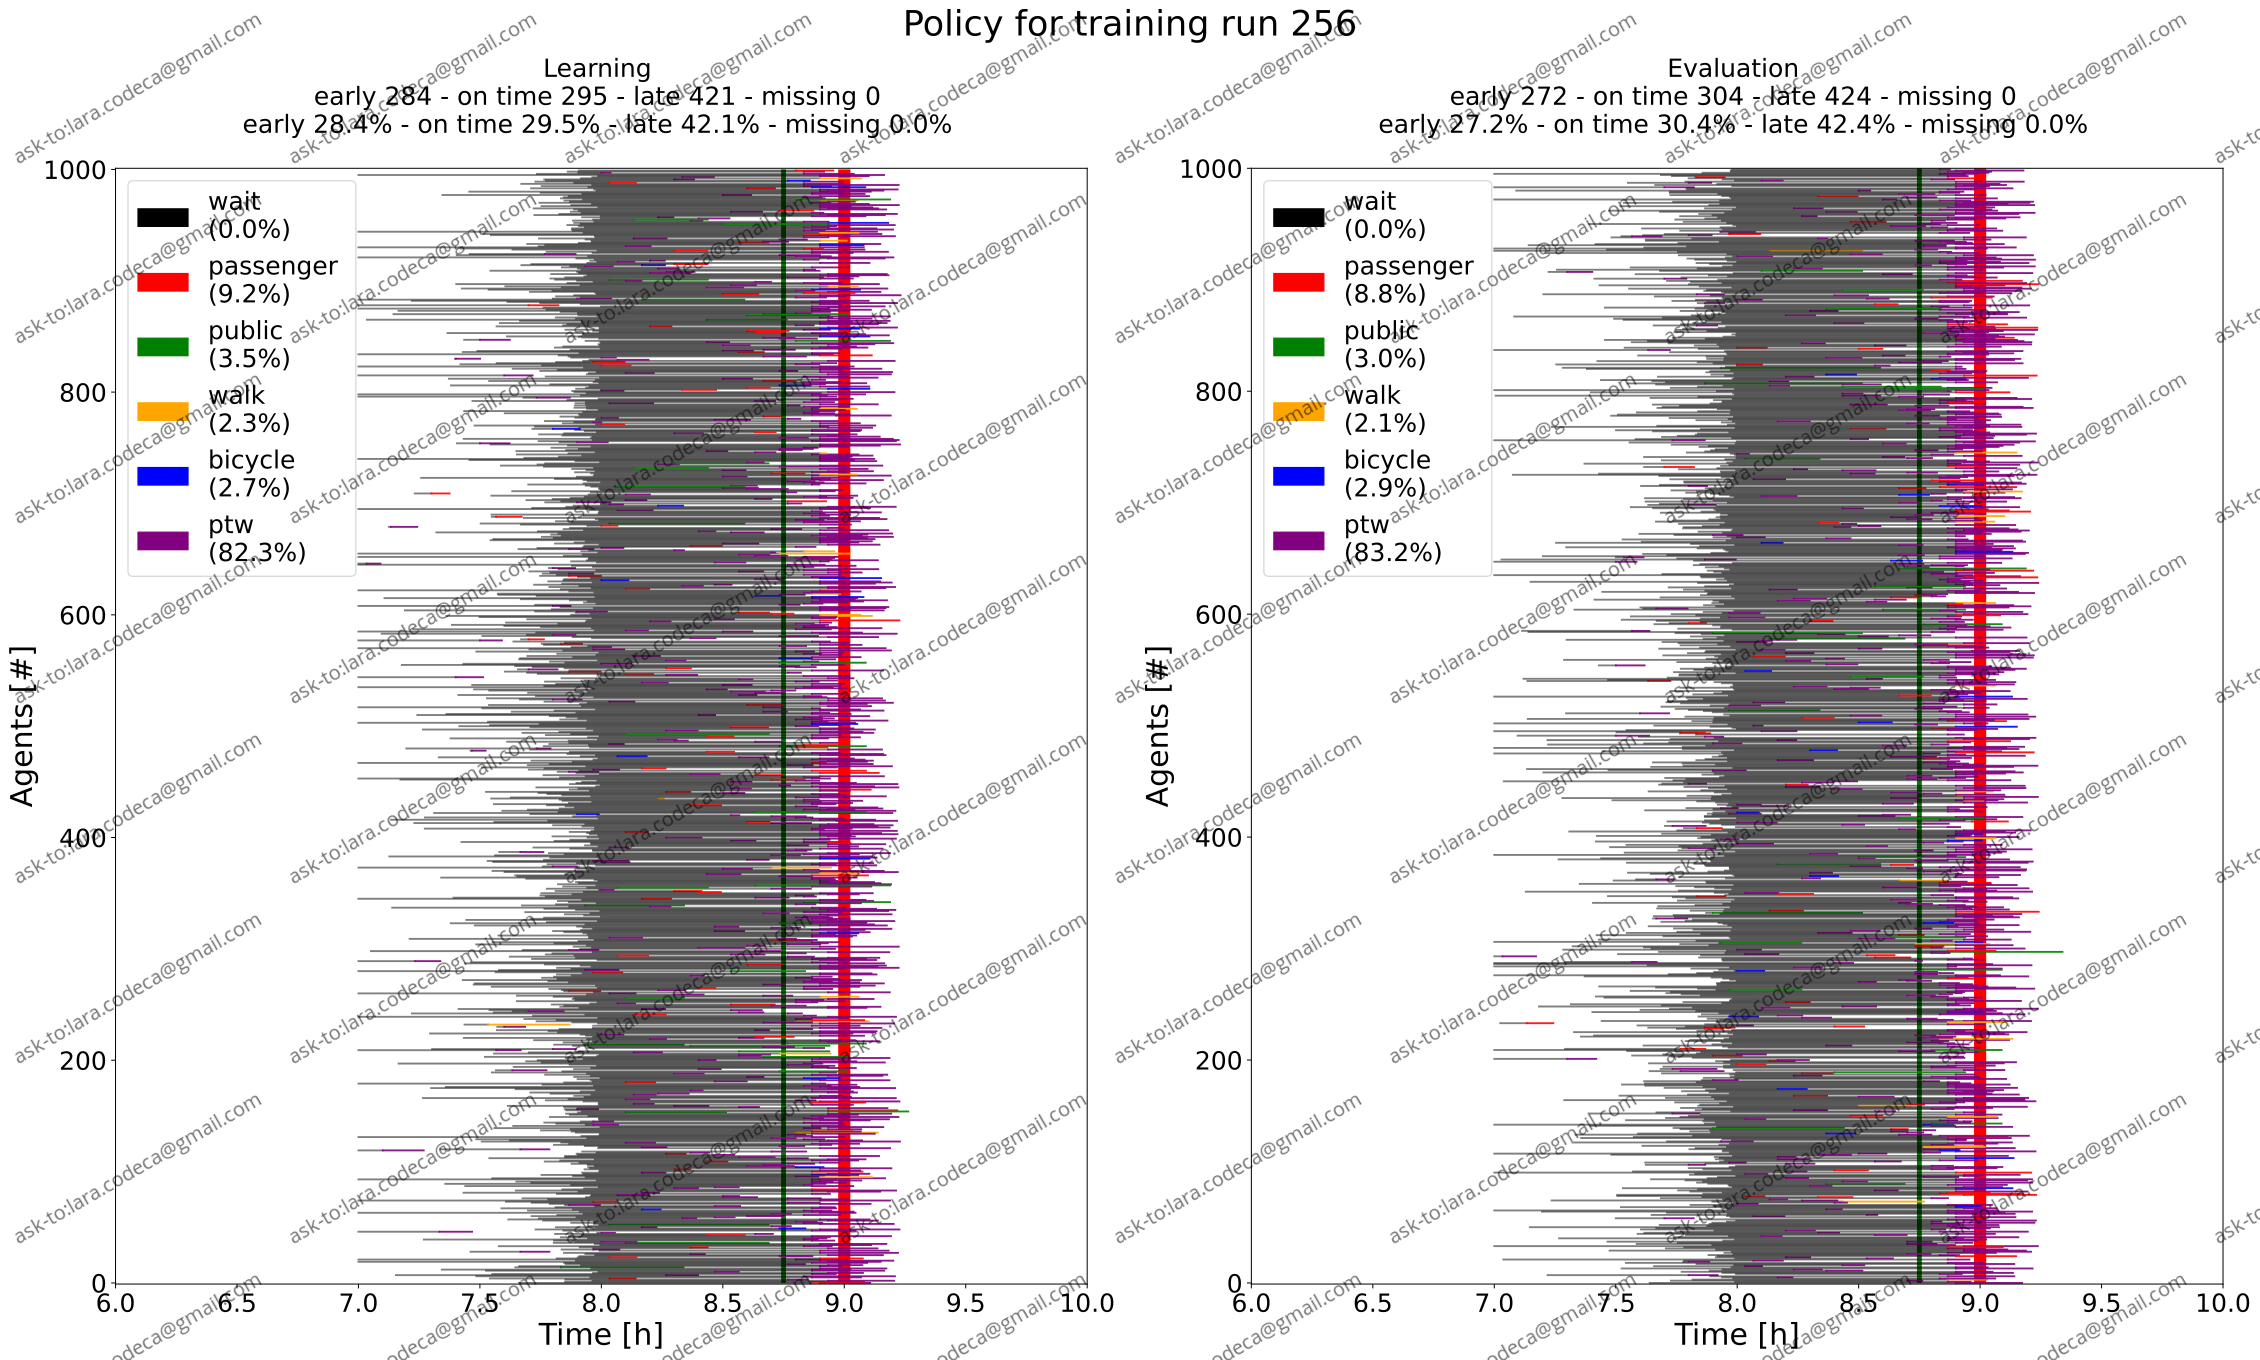 Policy for training run 256
Learning
early 284 - on time 295 - late 421 - missing 0
early 28.4% - on time 29.5% - late 42.1% - missing 0.0%
1000
800
600
400
200
0
Agents [#]
wait
(0.0%)
passenger
(9.2%)
public
(3.5%)
walk
(2.3%)
bicycle
(2.7%)
ptw
(82.3%)
6.0 6.5 7.0 7.5 8.0 8.5 9.0 9.5 10.0
Time [h]
Evaluation
early 272 - on time 304 - late 424 - missing 0
early 27.2% - on time 30.4% - late 42.4% - missing 0.0%
1000
800
600
400
200
0
Agents [#]
wait
(0.0%)
passenger
(8.8%)
public
(3.0%)
walk
(2.1%)
bicycle
(2.9%)
ptw
(83.2%)
6.0 6.5 7.0 7.5 8.0 8.5 9.0 9.5 10.0
Time [h]
ask-to:lara.codeca@gmail.com